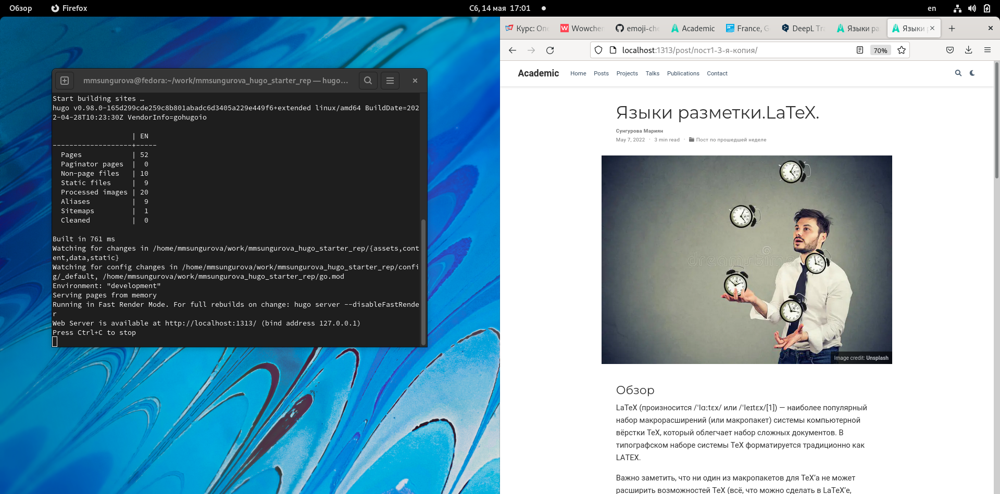 Обзор
Firefox
Сб, 14 мая 17:01
en
mmsungurova@fedora:~/work/mmsungurova_hugo_starter_rep — hugo...
Start building sites …
hugo v0.98.0-165d299cde259c8b801abadc6d3405a229e449f6+extended linux/amd64 BuildDate=202
2-04-28T10:23:30Z VendorInfo=gohugoio
| EN
-------------------+-----
Pages | 52
Paginator pages | 0
Non-page files | 10
Static files | 9
Processed images | 20
Aliases | 9
Sitemaps | 1
Cleaned | 0
Built in 761 ms
Watching for changes in /home/mmsungurova/work/mmsungurova_hugo_starter_rep/{assets,cont
ent,data,static}
Watching for config changes in /home/mmsungurova/work/mmsungurova_hugo_starter_rep/confi
g/_default, /home/mmsungurova/work/mmsungurova_hugo_starter_rep/go.mod
Environment: "development"
Serving pages from memory
Running in Fast Render Mode. For full rebuilds on change: hugo server --disableFastRende
r
Web Server is available at http://localhost:1313/ (bind address 127.0.0.1)
Press Ctrl+C to stop
Курс: Опе
Wowcher
emoji-che
Academic
France, G
DeepL Tra
Языки ра
Языки
localhost:1313/post/пост1-3-я-копия/
70%
Academic
Home
Posts
Projects
Talks
Publications
Contact
Языки разметки.LaTeX.
Сунгурова Мариян
May 7, 2022 · 3 min read · Пост по прошедшей неделе
dreamstime
Image credit: Unsplash
Обзор
LaTeX (произносится /ˈlɑːtɛx/ или /ˈleɪtɛx/[1]) — наиболее популярный
набор макрорасширений (или макропакет) системы компьютерной
вёрстки TeX, который облегчает набор сложных документов. В
типографском наборе системы TeX форматируется традиционно как
LATEX.
Важно заметить, что ни один из макропакетов для TeX’а не может
расширить возможностей TeX (всё, что можно сделать в LaTeX’е,